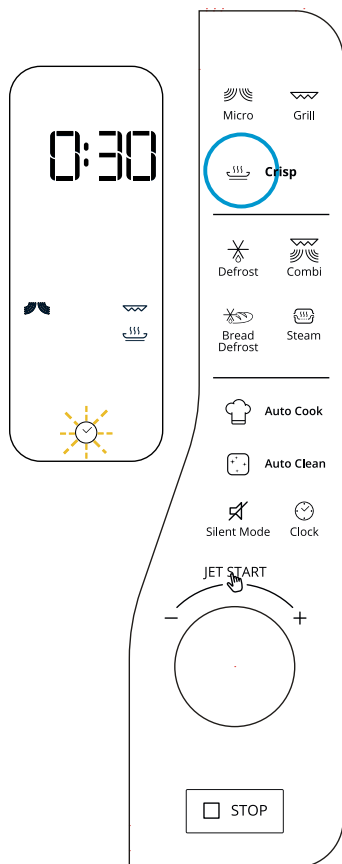 0:30
Micro Grill
Crisp
Defrost Combi
Bread Steam
Defrost
Auto Cook
Auto Clean
Silent Mode Clock
JET START
− +
STOP